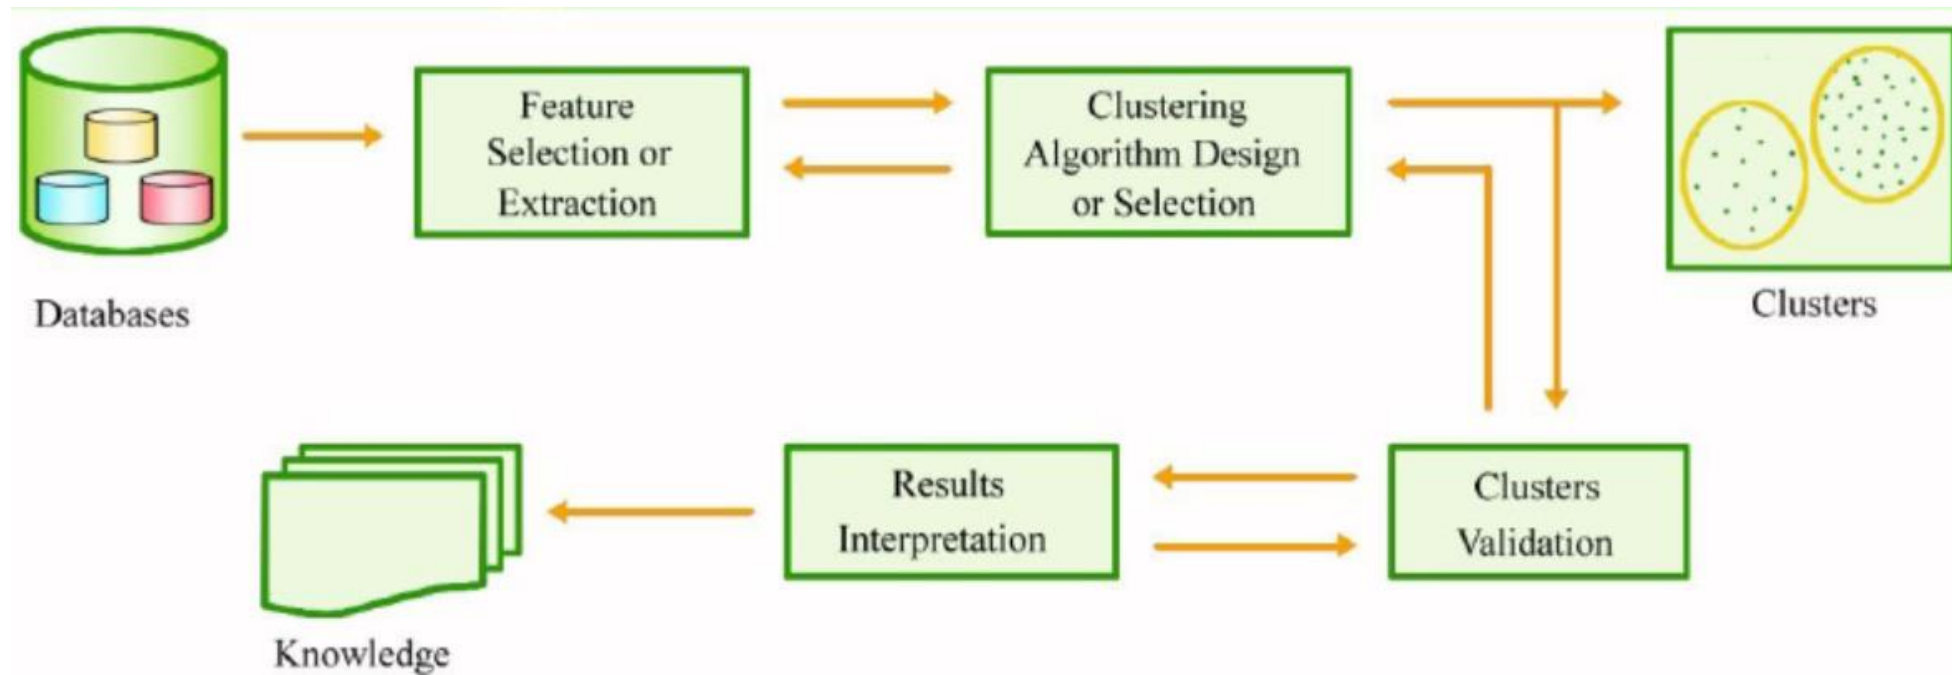 Feature
Selection or
Extraction
Clustering
Algorithm Design
or Selection
Databases
Clusters
Clusters
Validation
Results
Interpretation
Knowledge